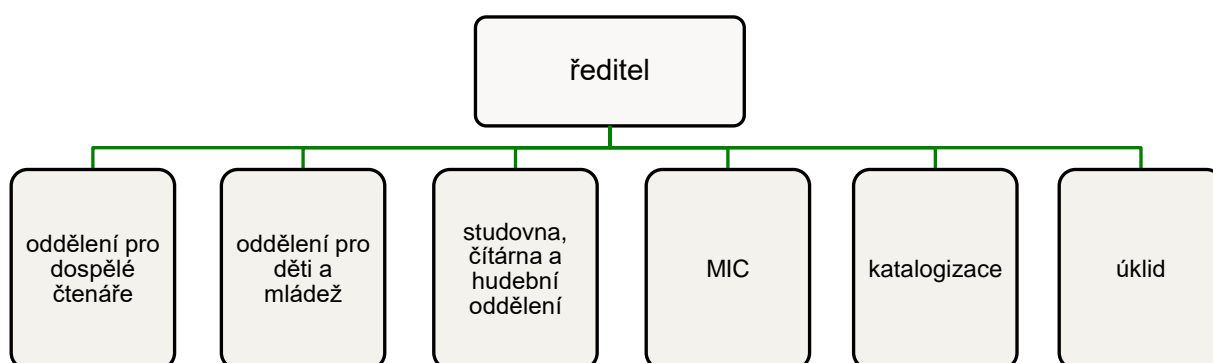 ředitel
oddělení pro
dospělé
čtenáře
oddělení pro
děti a
mládež
studovna,
čítárna a
hudební
oddělení
MIC
katalogizace
úklid